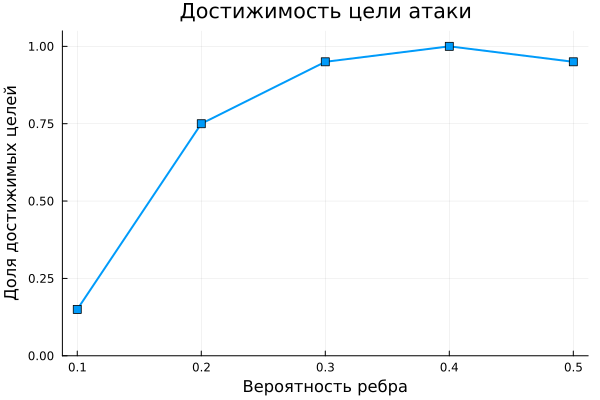 Достижимость цели атаки
Доля достижимых целей
1.00
0.75
0.50
0.25
0.00
0.1 0.2 0.3 0.4 0.5
Вероятность ребра